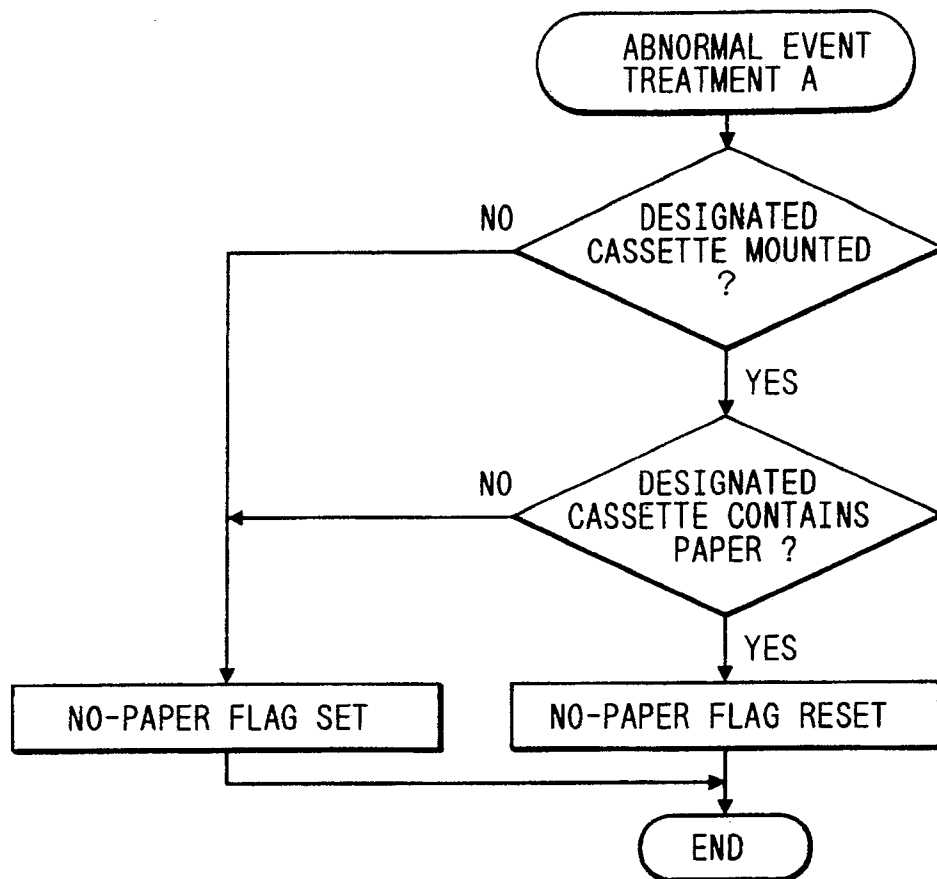 ABNORMAL EVENT
TREATMENT A
NO
DESIGNATED
CASSETTE MOUNTED
?
YES
NO
DESIGNATED
CASSETTE CONTAINS
PAPER ?
YES
NO-PAPER FLAG SET
NO-PAPER FLAG RESET
END